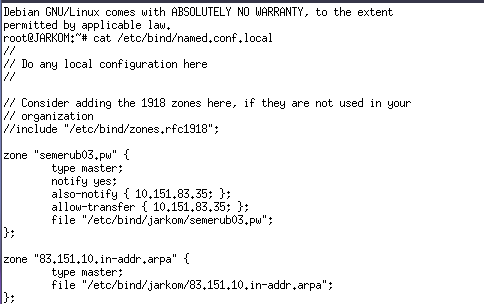 Debian GNU/Linux comes with ABSOLUTELY NO WARRANTY, to the extent
permitted by applicable law.
root@JARKOM:~# cat /etc/bind/named.conf.local
//
// Do any local configuration here
//
// Consider adding the 1918 zones here, if they are not used in your
// organization
//include "/etc/bind/zones.rfc1918";
zone "semerub03.pw" {
        type master;
        notify yes;
        also-notify { 10.151.83.35; };
        allow-transfer { 10.151.83.35; };
        file "/etc/bind/jarkom/semerub03.pw";
};
zone "83.151.10.in-addr.arpa" {
        type master;
        file "/etc/bind/jarkom/83.151.10.in-addr.arpa";
};